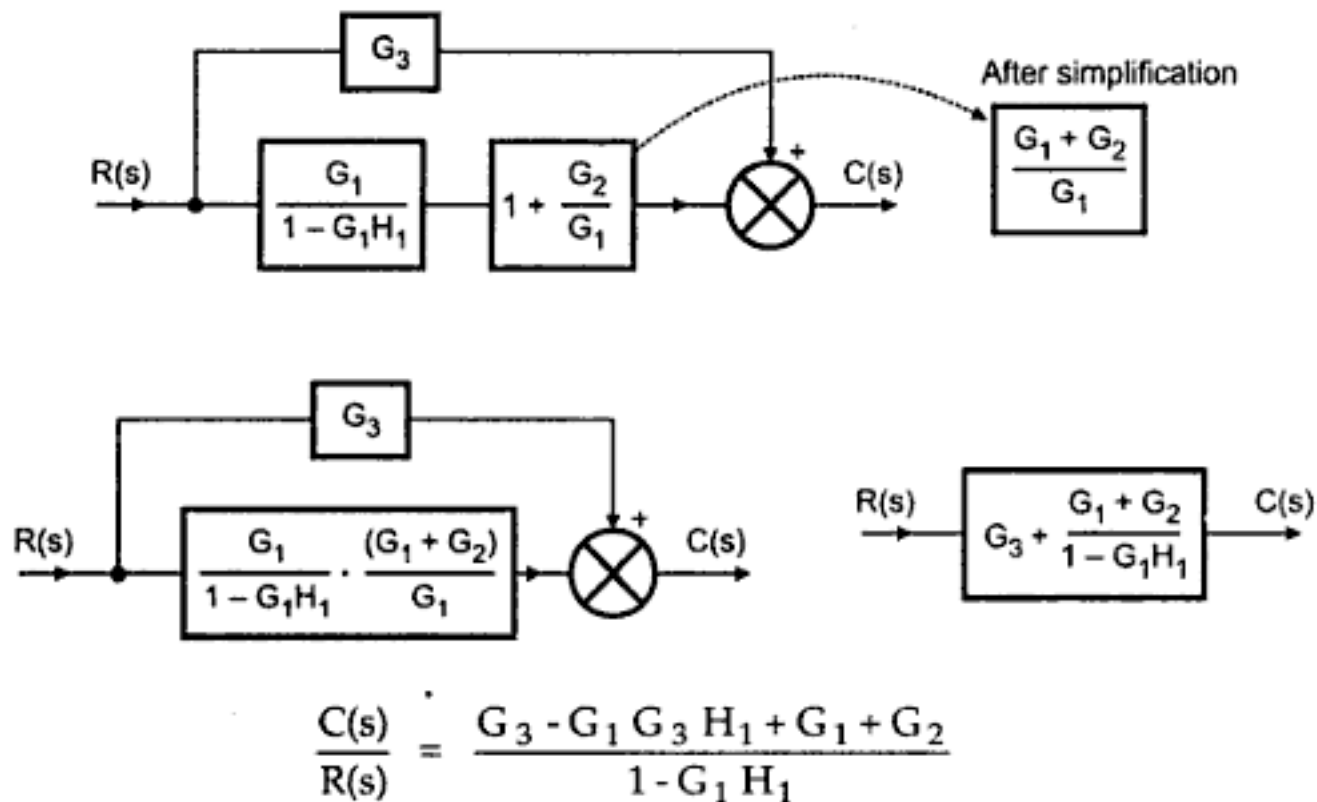 G₃
After simplification
R(s)
G₁
1 – G₁H₁
1 + G₂
G₁
+
C(s)
G₁ + G₂
G₁
G₃
R(s)
G₁ · (G₁ + G₂)
1 – G₁H₁ G₁
+
C(s)
R(s)
G₃ + G₁ + G₂
1 – G₁H₁
C(s)
C(s) = G₃ - G₁ G₃ H₁ + G₁ + G₂
R(s) 1 - G₁ H₁